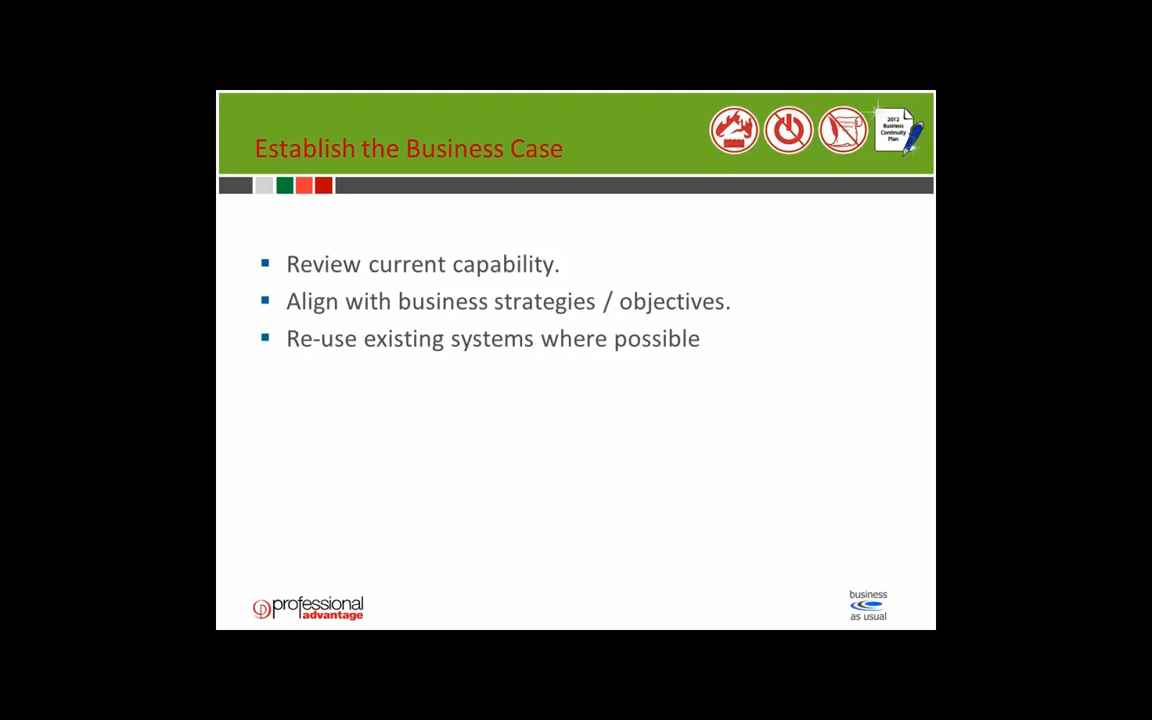 Establish the Business Case
2012
Business
Continuity
Plan
Review current capability.
Align with business strategies / objectives.
Re-use existing systems where possible
professional
advantage
business
as usual